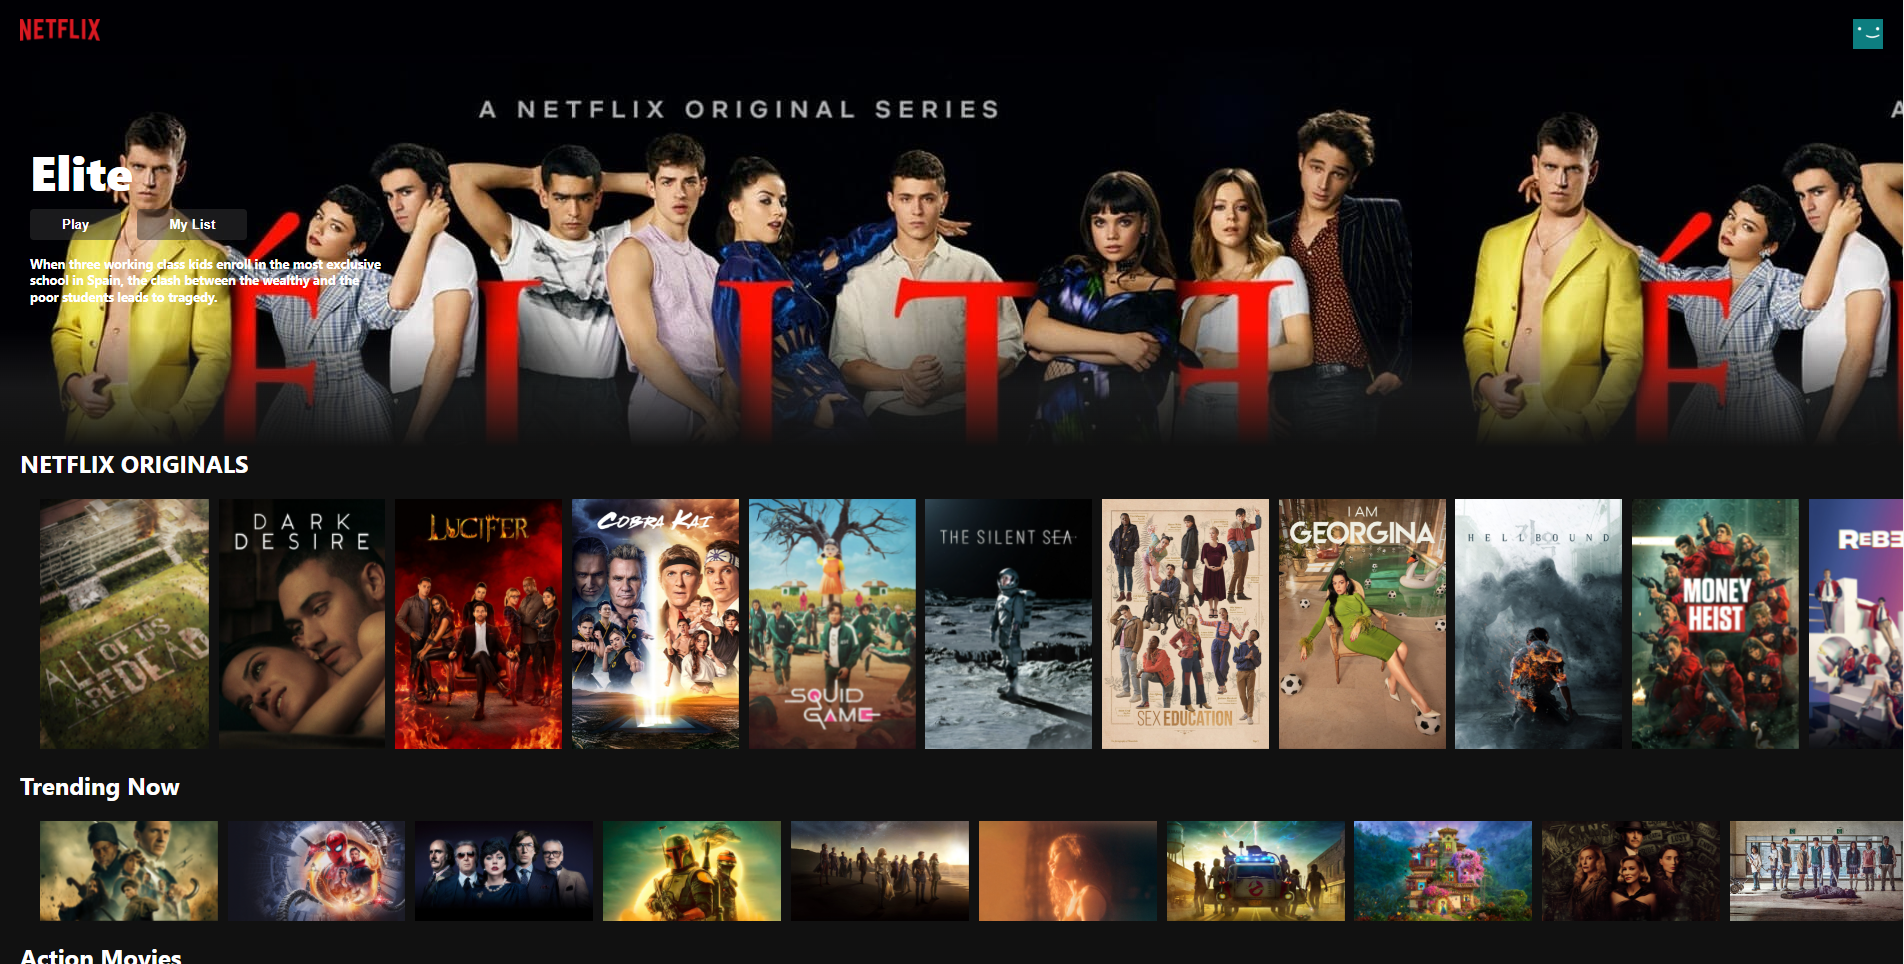 NETFLIX
A NETFLIX ORIGINAL SERIES
A
Elite
Play
My List
When three working class kids enroll in the most exclusive
school in Spain, the clash between the wealthy and the
poor students leads to tragedy.
ÉLITE
É
NETFLIX ORIGINALS
ALL OF US
ARE DEAD
DARK
DESIRE
LUCIFER
COBRA KAI
SQUID
GAME
THE SILENT SEA
SEX EDUCATION
I AM
GEORGINA
HELLBOUND
MONEY
HEIST
REBE
Trending Now
Action Movies